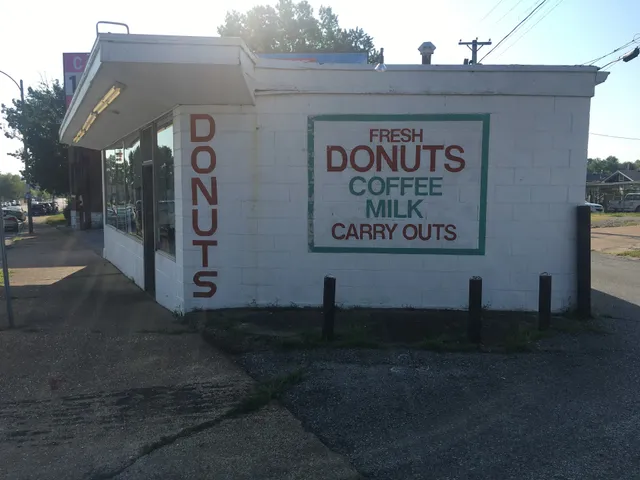 DONUTS
FRESH
DONUTS
COFFEE
MILK
CARRY OUTS